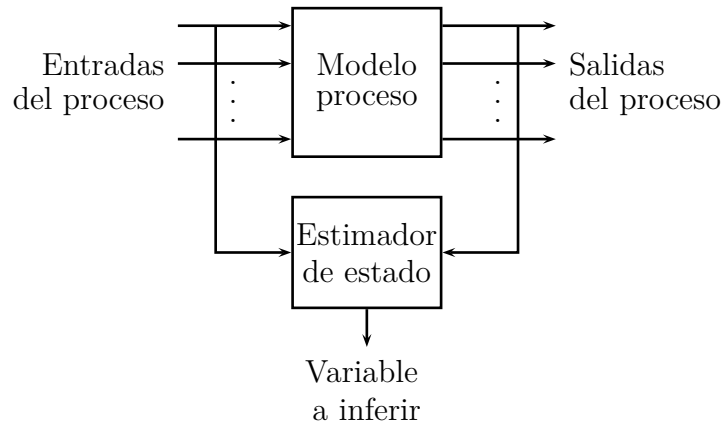 Entradas
del proceso
Modelo
proceso
Salidas
del proceso
Estimador
de estado
Variable
a inferir